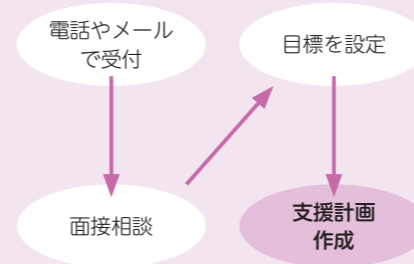 電話やメール
で受付
面接相談
目標を設定
支援計画
作成